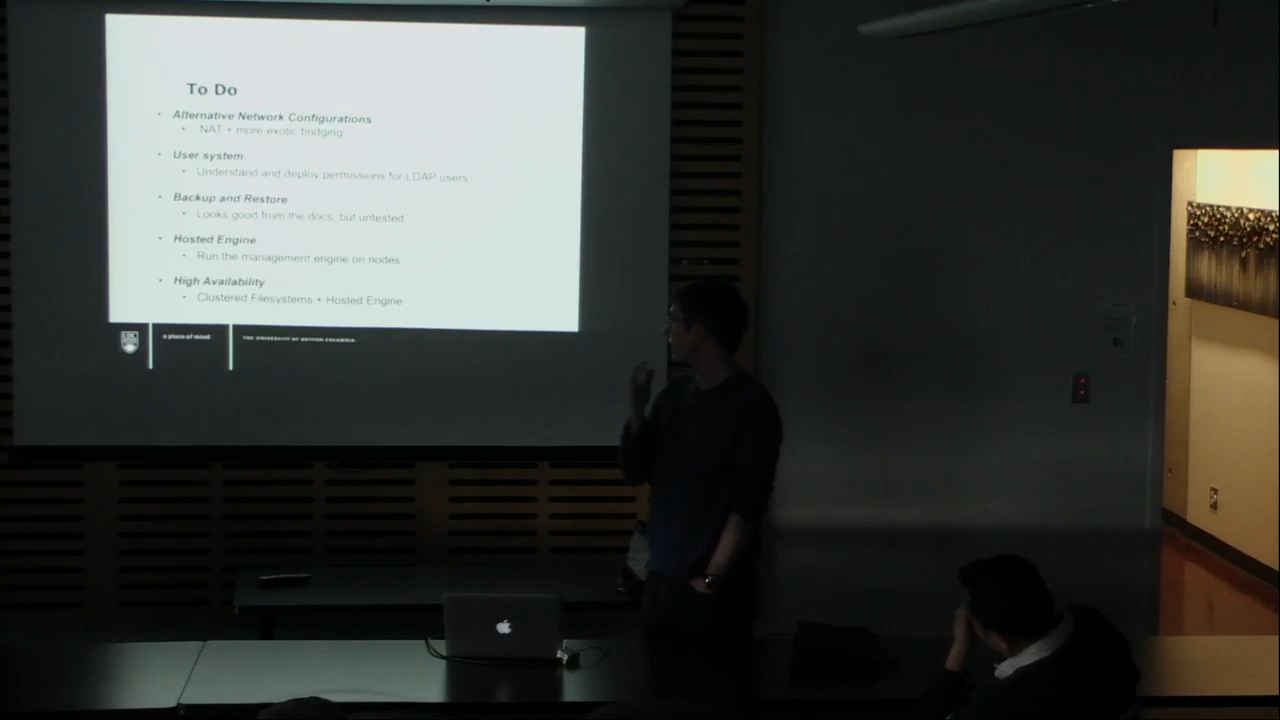 To Do
• Alternative Network Configurations
• NAT + more exotic bridging
• User system
• Understand and deploy permissions for LDAP users
• Backup and Restore
• Looks good from the docs, but untested
• Hosted Engine
• Run the management engine on nodes
• High Availability
• Clustered Filesystems + Hosted Engine
UBC
a place of mind
THE UNIVERSITY OF BRITISH COLUMBIA